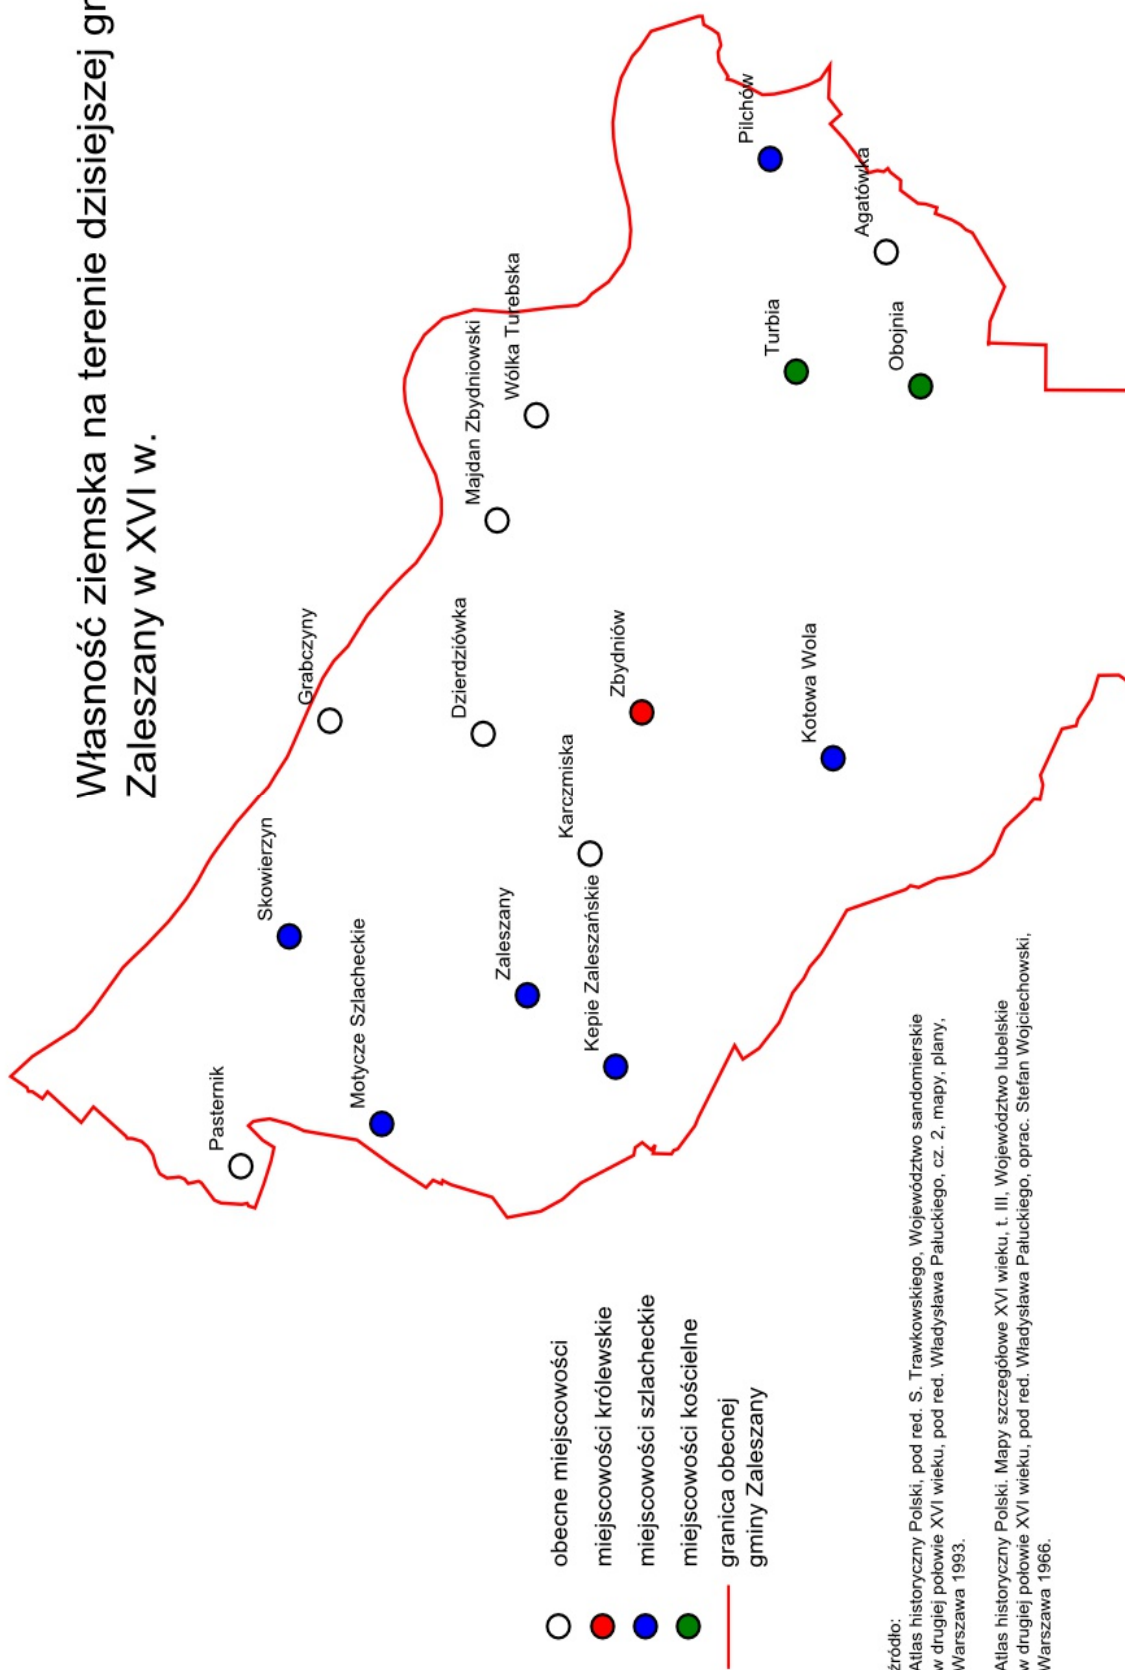 Własność ziemska na terenie dzisiejszej
Zaleszany w XVI w.
Pasternik
Skowierzyn
Grabczyny
Motycze Szlacheckie
Dzierdziówka
Majdan Zbydniowski
Wólka Turebska
Zaleszany
Karczmiska
Kepie Zaleszańskie
Zbydniów
Kotowa Wola
Turbia
Obojnia
Pilchów
Agatówka
obecne miejscowości
miejscowości królewskie
miejscowości szlacheckie
miejscowości kościelne
granica obecnej
gminy Zaleszany
źródło:
Atlas historyczny Polski, pod red. S. Trawkowskiego, Województwo sandomierskie
w drugiej połowie XVI wieku, pod red. Władysława Pałuckiego, cz. 2, mapy, plany,
Warszawa 1993.
Atlas historyczny Polski. Mapy szczegółowe XVI wieku, t. III, Województwo lubelskie
w drugiej połowie XVI wieku, pod red. Władysława Pałuckiego, oprac. Stefan Wojciechowski,
Warszawa 1966.